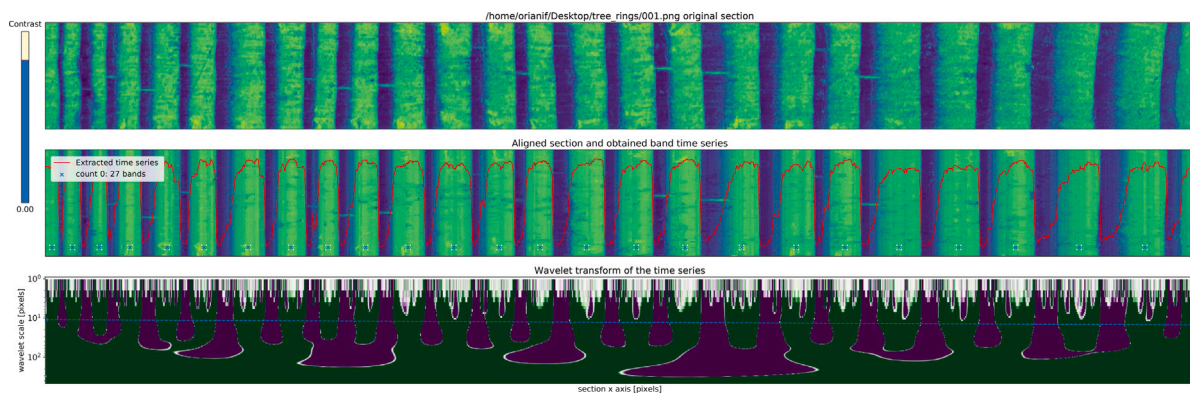 /home/orianif/Desktop/tree_rings/001.png original section
Contrast
0.00
Aligned section and obtained band time series
Extracted time series
count 0: 27 bands
Wavelet transform of the time series
wavelet scale [pixels]
10⁰
10¹
10²
section x axis [pixels]